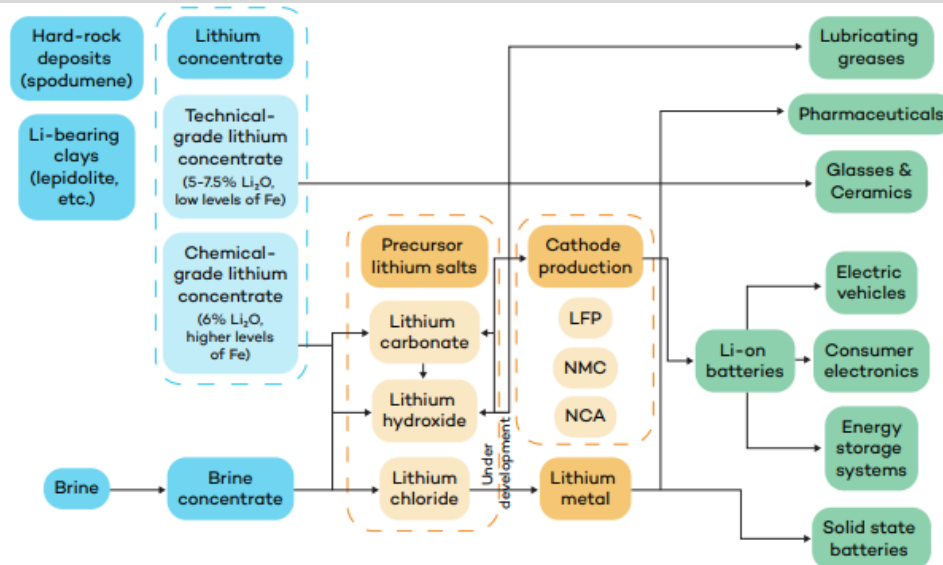 Hard-rock
deposits
(spodumene)
Li-bearing
clays
(lepidolite,
etc.)
Lithium
concentrate
Technical-
grade lithium
concentrate
(5-7.5% Li₂O,
low levels of Fe)
Chemical-
grade lithium
concentrate
(6% Li₂O,
higher levels
of Fe)
Brine
Brine
concentrate
Precursor
lithium salts
Lithium
carbonate
Lithium
hydroxide
Lithium
chloride
Under
development
Cathode
production
LFP
NMC
NCA
Lithium
metal
Li-on
batteries
Lubricating
greases
Pharmaceuticals
Glasses &
Ceramics
Electric
vehicles
Consumer
electronics
Energy
storage
systems
Solid state
batteries